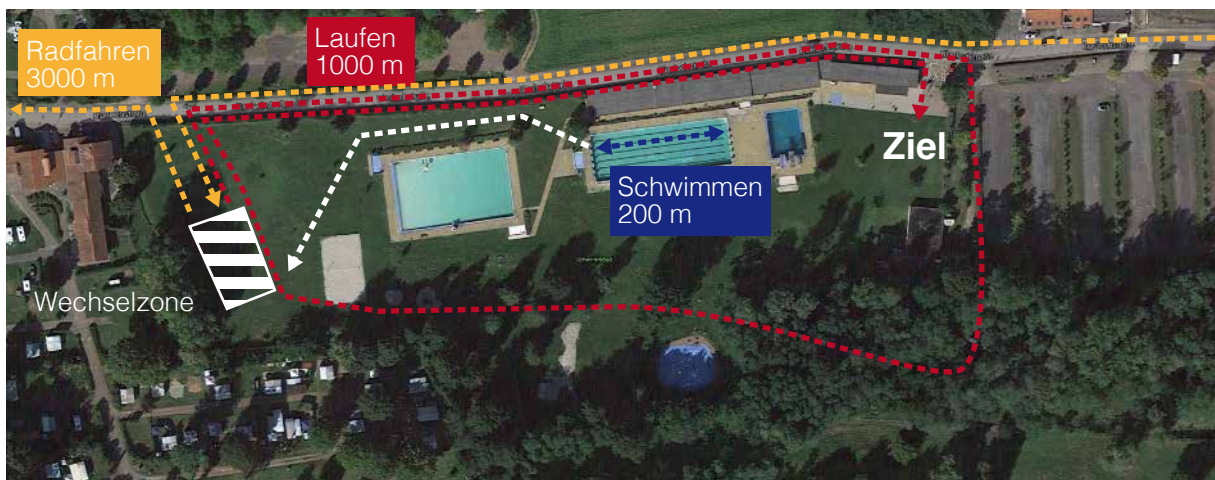 Radfahren
3000 m
Laufen
1000 m
Ziel
Schwimmen
200 m
Wechselzone